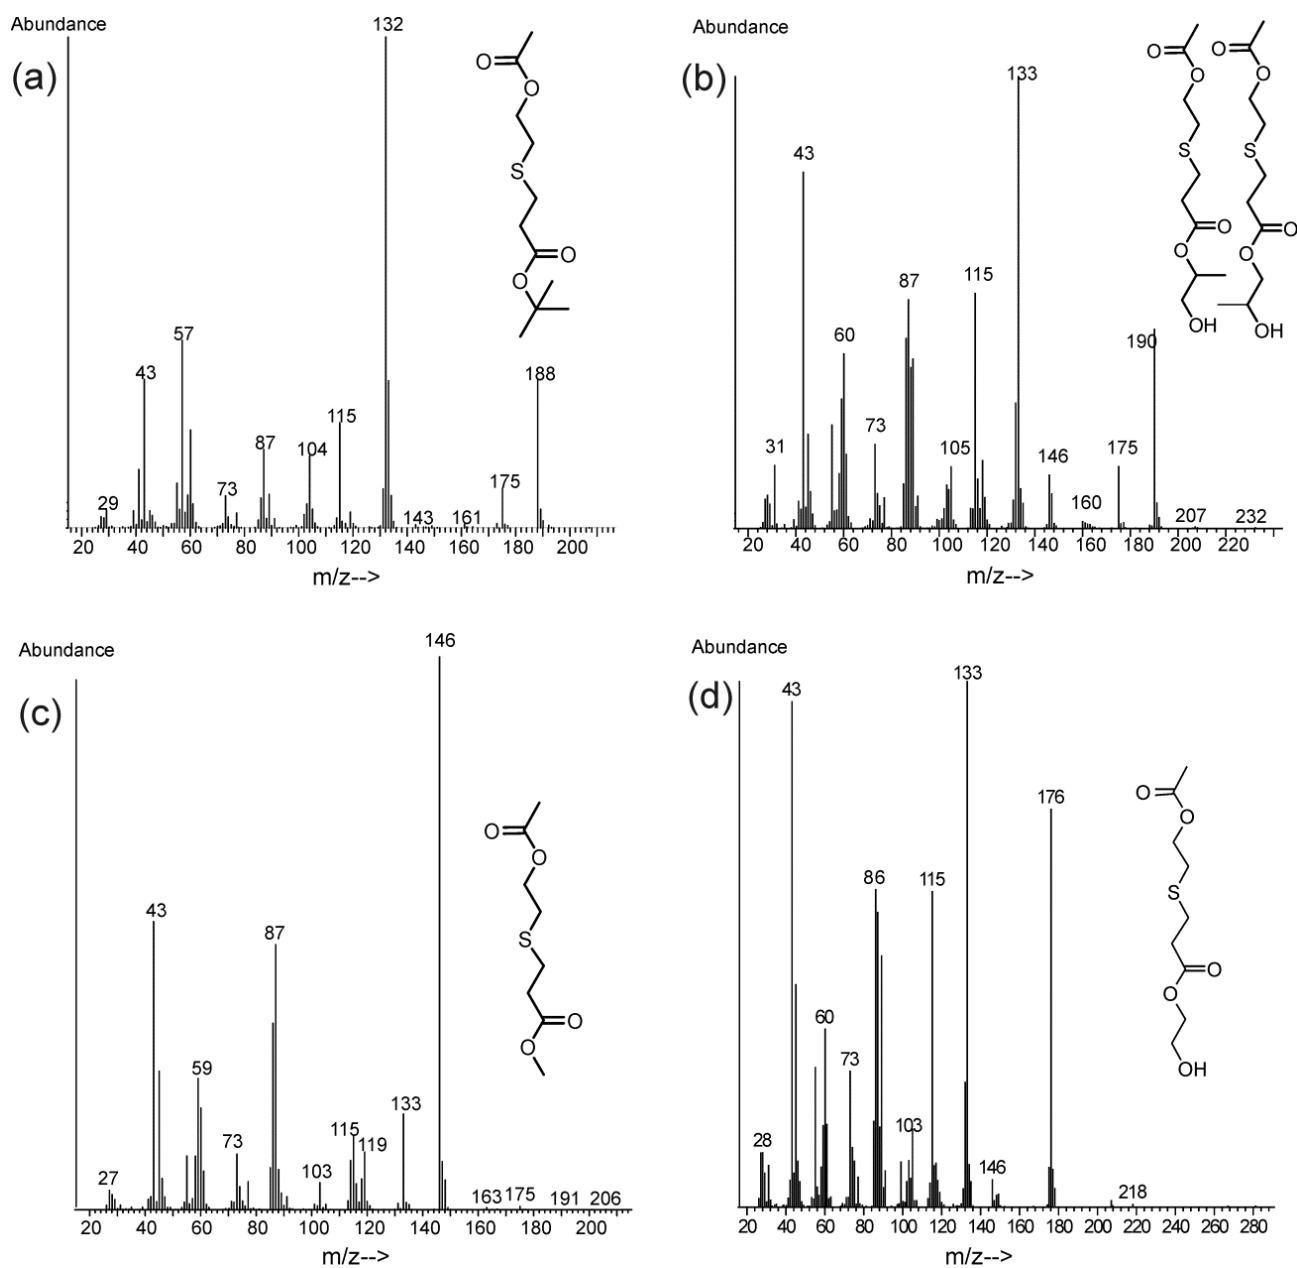 Abundance
(a)
132
57
43
188
115
87
104
175
73
29
143
161
20 40 60 80 100 120 140 160 180 200
m/z-->
O
O
S
O
O
Abundance
(b)
133
43
115
87
60
190
73
31
105
146
175
160
207
232
20 40 60 80 100 120 140 160 180 200 220
m/z-->
O O
O O
S S
O O
O O
OH OH
Abundance
(c)
146
43
87
59
133
115
119
73
27
103
163
175
191
206
20 40 60 80 100 120 140 160 180 200
m/z-->
O
O
S
O
O
Abundance
(d)
133
43
176
86
115
60
73
103
28
146
218
20 40 60 80 100 120 140 160 180 200 220 240 260 280
m/z-->
O
O
S
O
O
OH